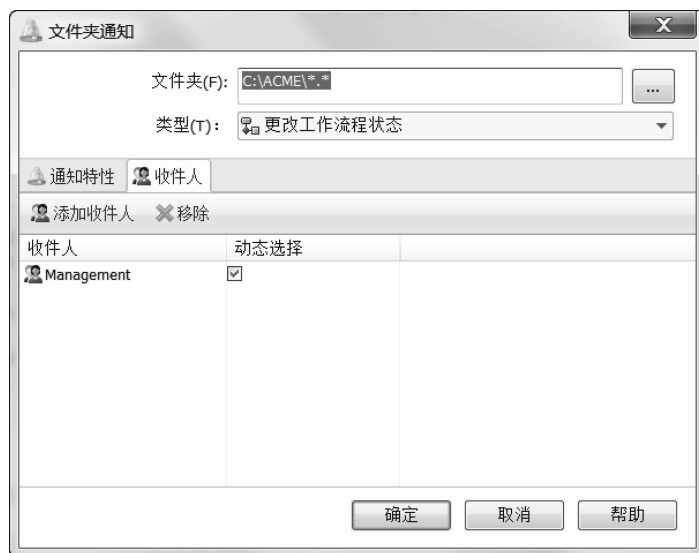 文件夹通知
文件夹(F): C:\ACME\*.* ...
类型(T): 更改工作流程状态
通知特性 收件人
添加收件人 移除
收件人 动态选择
Management
确定 取消 帮助